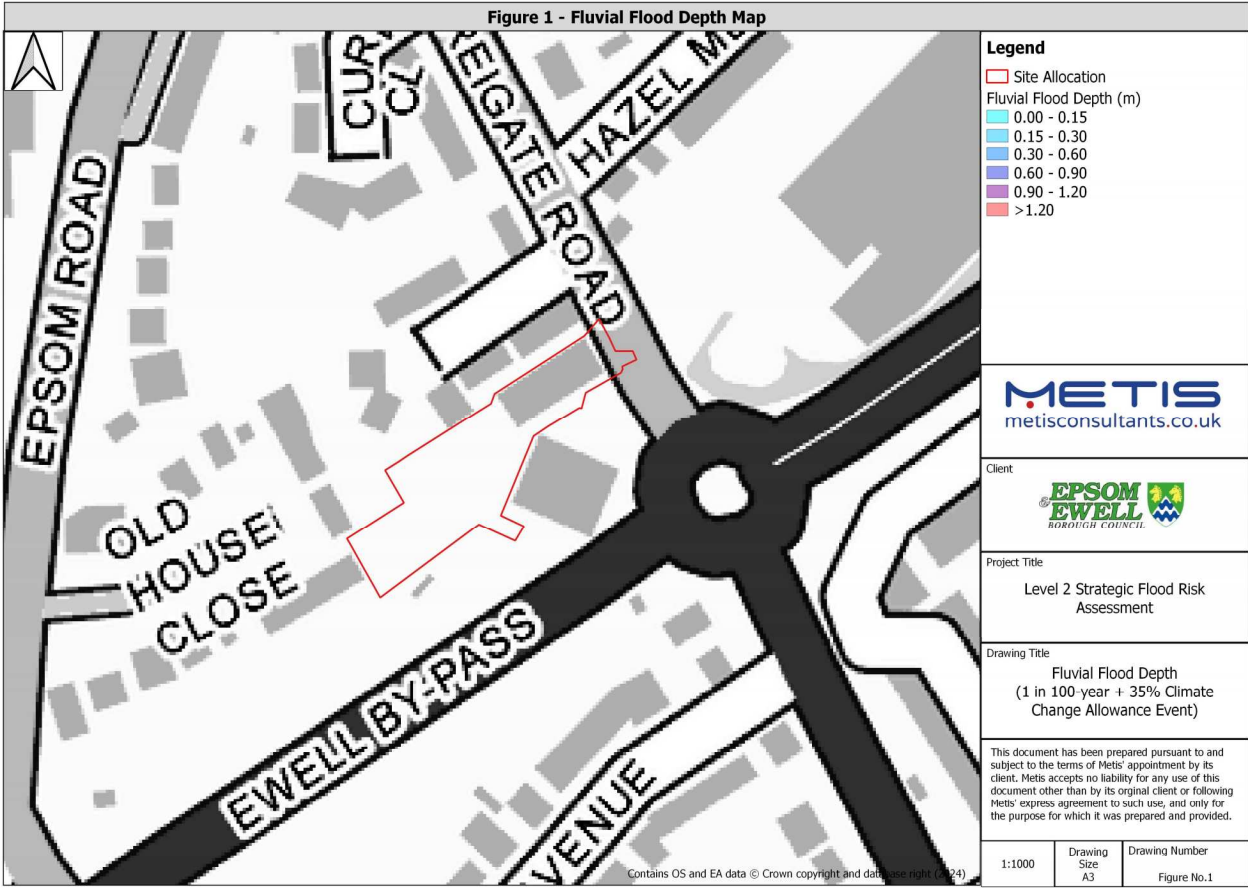 Figure 1 - Fluvial Flood Depth Map
EPSOM ROAD
CL
REIGATE ROAD
HAZEL
OLD
HOUSE
CLOSE
EWELL BY-PASS
AVENUE
Contains OS and EA data © Crown copyright and database right (2024)
Legend
Site Allocation
Fluvial Flood Depth (m)
0.00 - 0.15
0.15 - 0.30
0.30 - 0.60
0.60 - 0.90
0.90 - 1.20
>1.20
METIS
metisconsultants.co.uk
Client
EPSOM
& EWELL
BOROUGH COUNCIL
Project Title
Level 2 Strategic Flood Risk
Assessment
Drawing Title
Fluvial Flood Depth
(1 in 100-year + 35% Climate
Change Allowance Event)
This document has been prepared pursuant to and
subject to the terms of Metis' appointment by its
client. Metis accepts no liability for any use of this
document other than by its orginal client or following
Metis' express agreement to such use, and only for
the purpose for which it was prepared and provided.
1:1000
Drawing
Size
A3
Drawing Number
Figure No.1